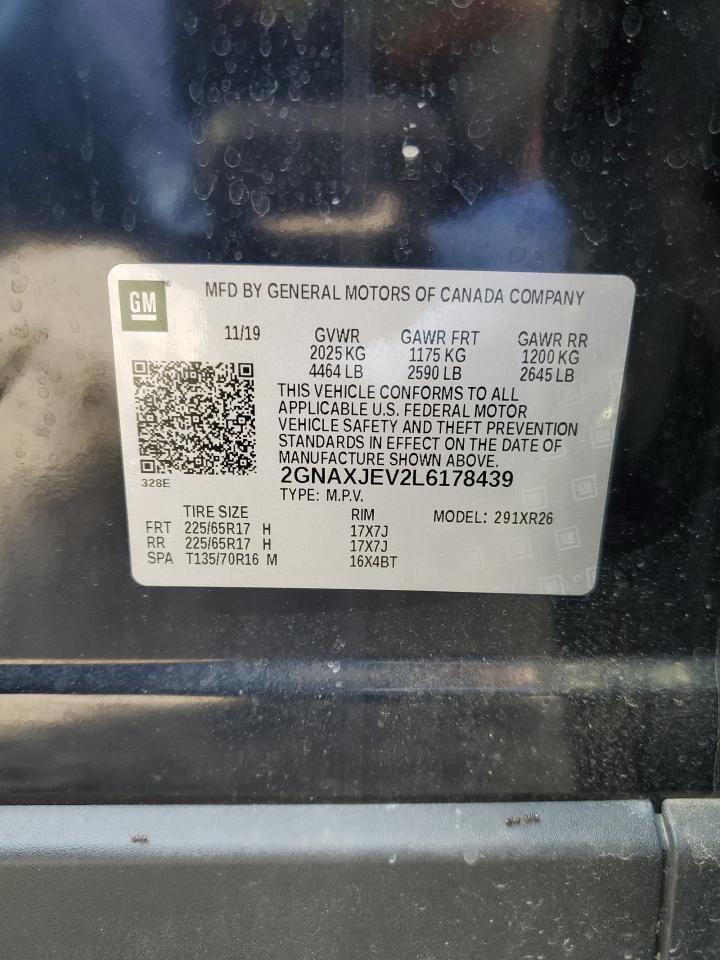 GM
MFD BY GENERAL MOTORS OF CANADA COMPANY
11/19 GVWR GAWR FRT GAWR RR
2025 KG 1175 KG 1200 KG
4464 LB 2590 LB 2645 LB
THIS VEHICLE CONFORMS TO ALL
APPLICABLE U.S. FEDERAL MOTOR
VEHICLE SAFETY AND THEFT PREVENTION
STANDARDS IN EFFECT ON THE DATE OF
MANUFACTURE SHOWN ABOVE.
328E 2GNAXJEV2L6178439
TYPE: M.P.V.
TIRE SIZE RIM MODEL: 291XR26
FRT 225/65R17 H 17X7J
RR 225/65R17 H 17X7J
SPA T135/70R16 M 16X4BT